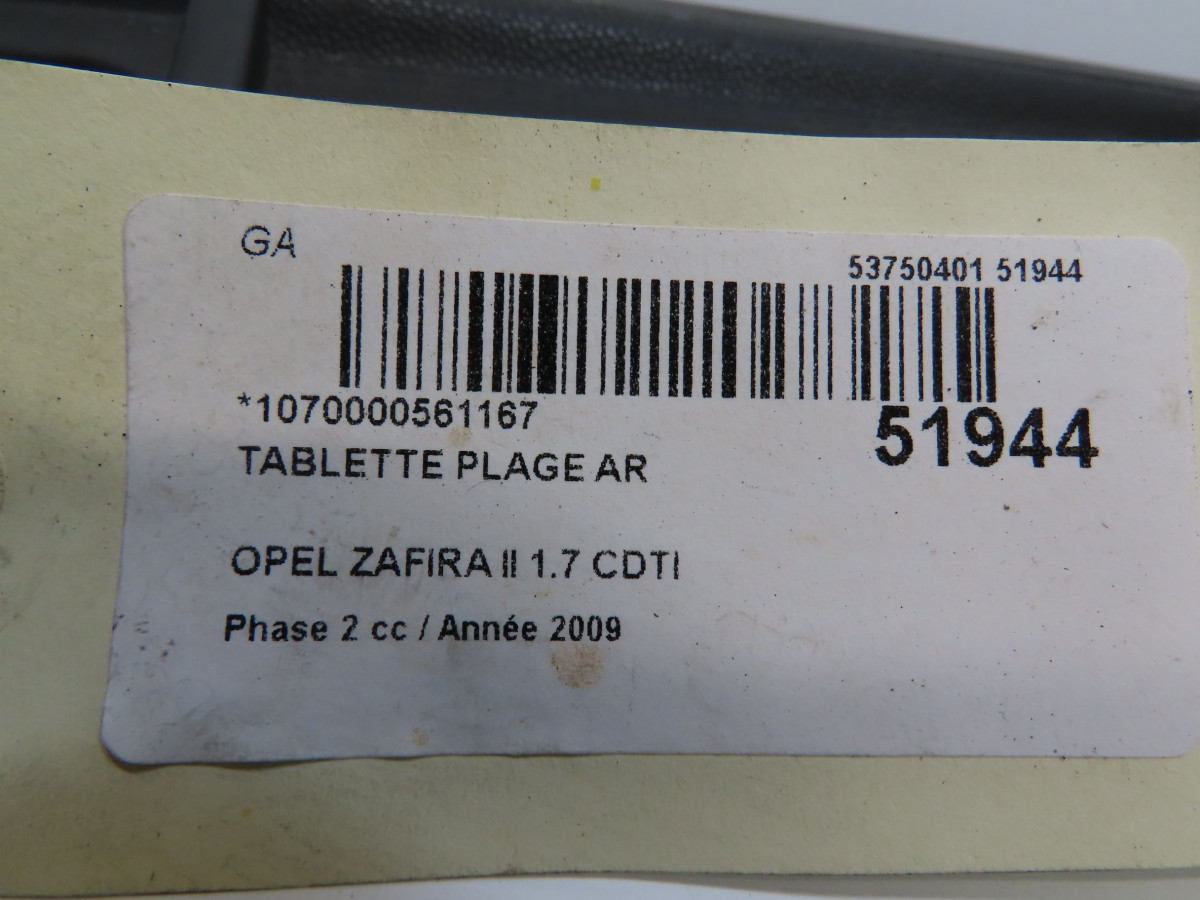 GA
53750401 51944
*1070000561167
51944
TABLETTE PLAGE AR
OPEL ZAFIRA II 1.7 CDTI
Phase 2 cc / Année 2009